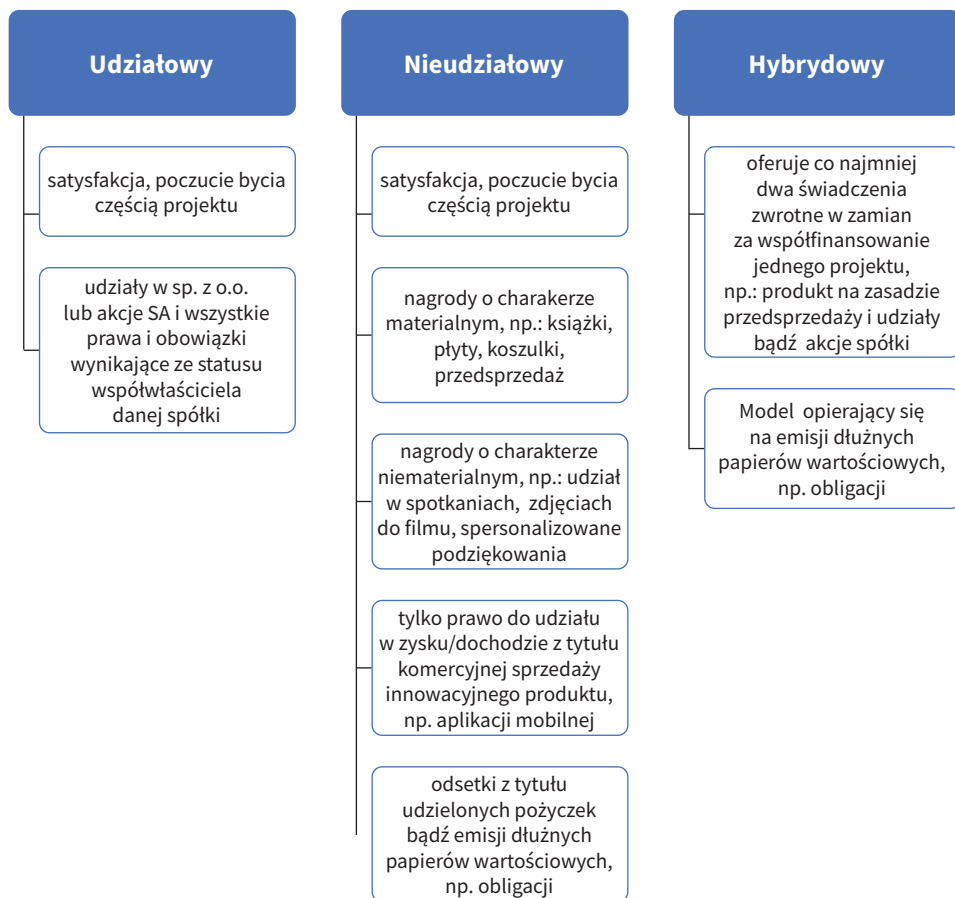 Udziałowy
satysfakcja, poczucie bycia
częścią projektu
udziały w sp. z o.o.
lub akcje SA i wszystkie
prawa i obowiązki
wynikające ze statusu
współwłaściciela
danej spółki
Nieudziałowy
satysfakcja, poczucie bycia
częścią projektu
nagrody o charakerze
materialnym, np.: książki,
płyty, koszulki,
przedsprzedaż
nagrody o charakterze
niematerialnym, np.: udział
w spotkaniach, zdjęciach
do filmu, spersonalizowane
podziękowania
tylko prawo do udziału
w zysku/dochodzie z tytułu
komercyjnej sprzedaży
innowacyjnego produktu,
np. aplikacji mobilnej
odsetki z tytułu
udzielonych pożyczek
bądź emisji dłużnych
papierów wartościowych,
np. obligacji
Hybrydowy
oferuje co najmniej
dwa świadczenia
zwrotne w zamian
za współfinansowanie
jednego projektu,
np.: produkt na zasadzie
przedsprzedaży i udziały
bądź akcje spółki
Model opierający się
na emisji dłużnych
papierów wartościowych,
np. obligacji